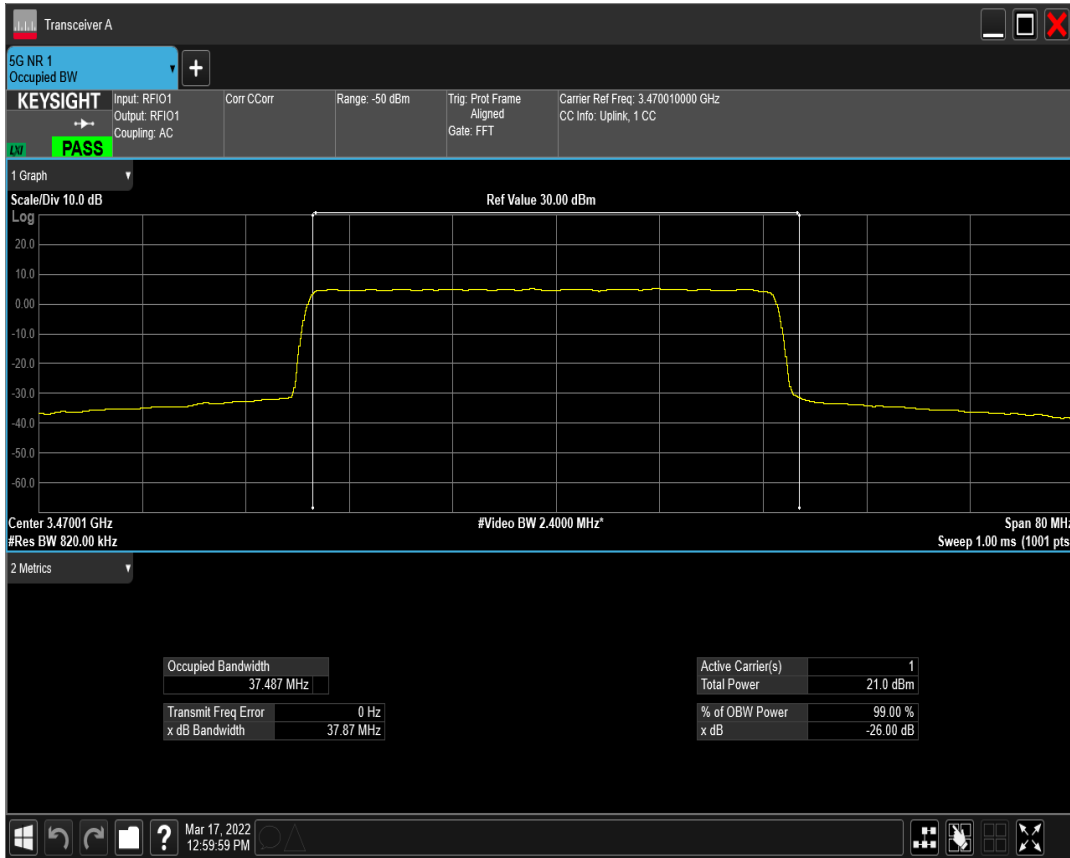 Transceiver A
5G NR 1
Occupied BW
+
KEYSIGHT
LXI
PASS
Input: RFIO1
Output: RFIO1
Coupling: AC
Corr CCorr
Range: -50 dBm
Trig: Prot Frame
Aligned
Gate: FFT
Carrier Ref Freq: 3.470010000 GHz
CC Info: Uplink, 1 CC
1 Graph
Scale/Div 10.0 dB
Ref Value 30.00 dBm
Log
20.0
10.0
0.00
-10.0
-20.0
-30.0
-40.0
-50.0
-60.0
Center 3.47001 GHz
#Video BW 2.4000 MHz*
Span 80 MHz
#Res BW 820.00 kHz
Sweep 1.00 ms (1001 pts
2 Metrics
Occupied Bandwidth
37.487 MHz
Transmit Freq Error 0 Hz
x dB Bandwidth 37.87 MHz
Active Carrier(s) 1
Total Power 21.0 dBm
% of OBW Power 99.00 %
x dB -26.00 dB
?
Mar 17, 2022
12:59:59 PM